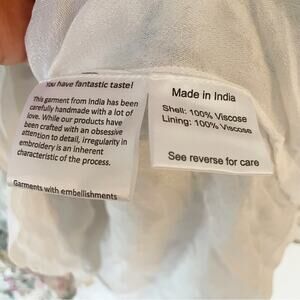 You have fantastic taste!
This garment from India has been
carefully handmade with a lot of
love. While our products have
been crafted with an obsessive
attention to detail, irregularity in
embroidery is an inherent
characteristic of the process.
Garments with embellishments
Made in India
Shell: 100% Viscose
Lining: 100% Viscose
See reverse for care